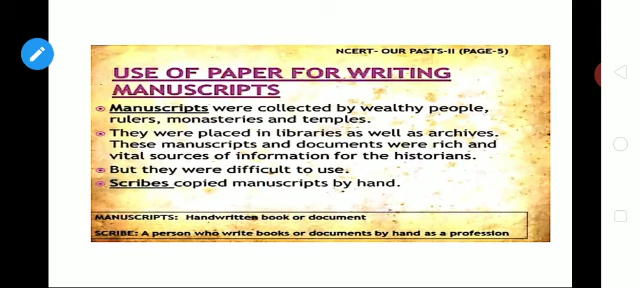 NCERT- OUR PASTS-II (PAGE-5)
USE OF PAPER FOR WRITING
MANUSCRIPTS
Manuscripts were collected by wealthy people,
rulers, monasteries and temples.
They were placed in libraries as well as archives.
These manuscripts and documents were rich and
vital sources of information for the historians.
But they were difficult to use.
Scribes copied manuscripts by hand.
MANUSCRIPTS: Handwritten book or document
SCRIBE: A person who write books or documents by hand as a profession